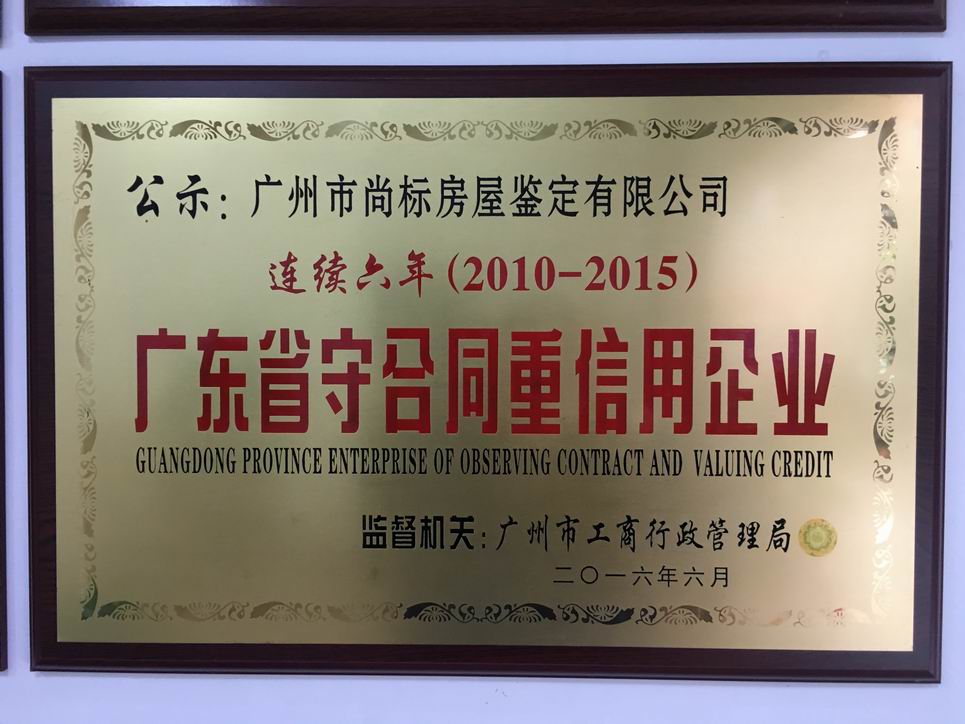 公示：广州市尚标房屋鉴定有限公司
连续六年(2010-2015)
广东省守合同重信用企业
GUANGDONG PROVINCE ENTERPRISE OF OBSERVING CONTRACT AND VALUING CREDIT
监督机关：广州市工商行政管理局
二〇一六年六月